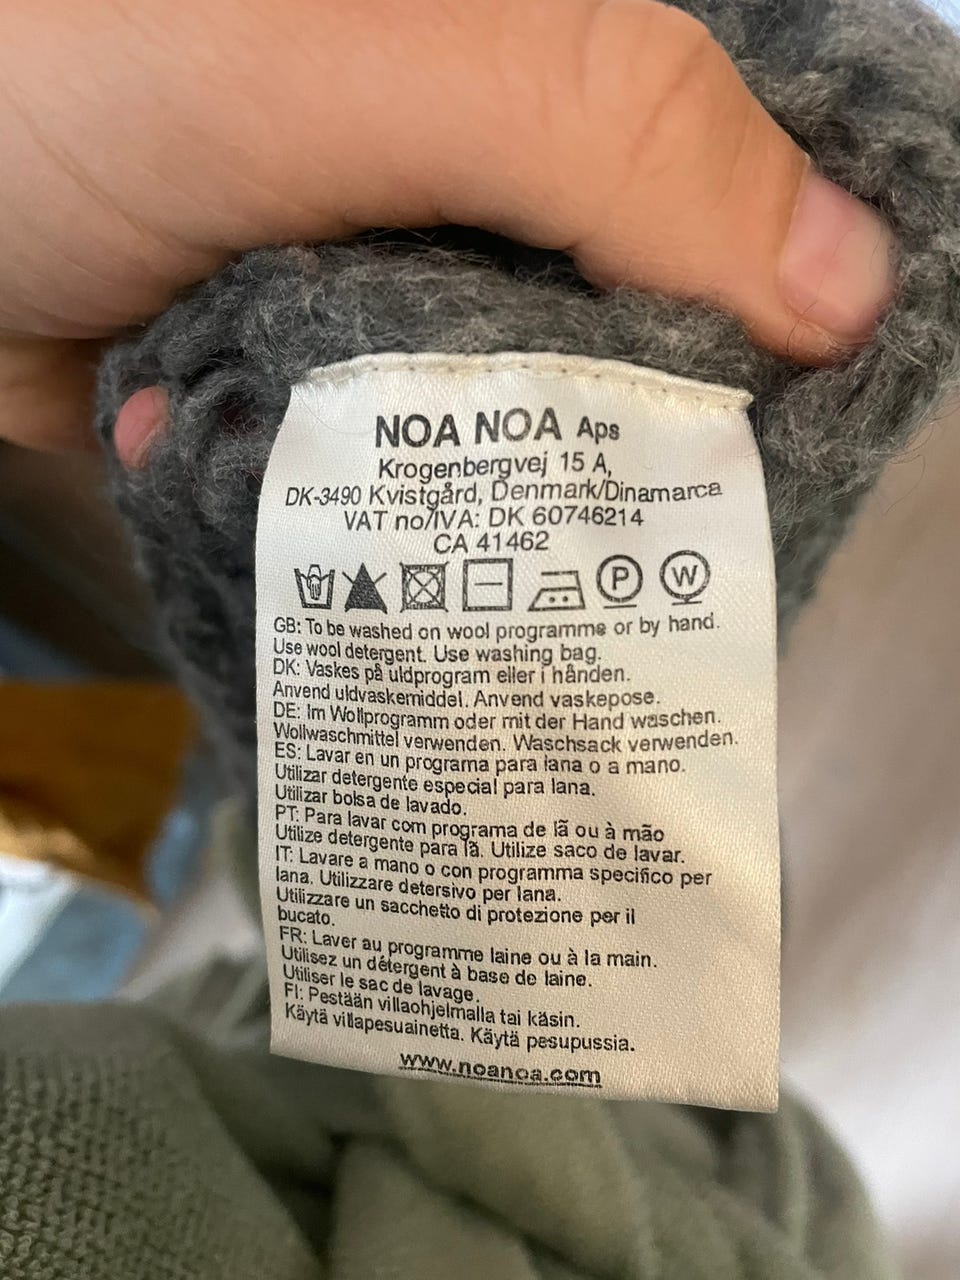 NOA NOA Aps
Krogenbergvej 15 A,
DK-3490 Kvistgård, Denmark/Dinamarca
VAT no/IVA: DK 60746214
CA 41462
P W
GB: To be washed on wool programme or by hand.
Use wool detergent. Use washing bag.
DK: Vaskes på uldprogram eller i hånden.
Anvend uldvaskemiddel. Anvend vaskepose.
DE: Im Wollprogramm oder mit der Hand waschen.
Wollwaschmittel verwenden. Waschsack verwenden.
ES: Lavar en un programa para lana o a mano.
Utilizar detergente especial para lana.
Utilizar bolsa de lavado.
PT: Para lavar com programa de lã ou à mão
Utilize detergente para lã. Utilize saco de lavar.
IT: Lavare a mano o con programma specifico per
lana. Utilizzare detersivo per lana.
Utilizzare un sacchetto di protezione per il
bucato.
FR: Laver au programme laine ou à la main.
Utilisez un détergent à base de laine.
Utiliser le sac de lavage.
FI: Pestään villaohjelmalla tai käsin.
Käytä villapesuainetta. Käytä pesupussia.
www.noanoa.com